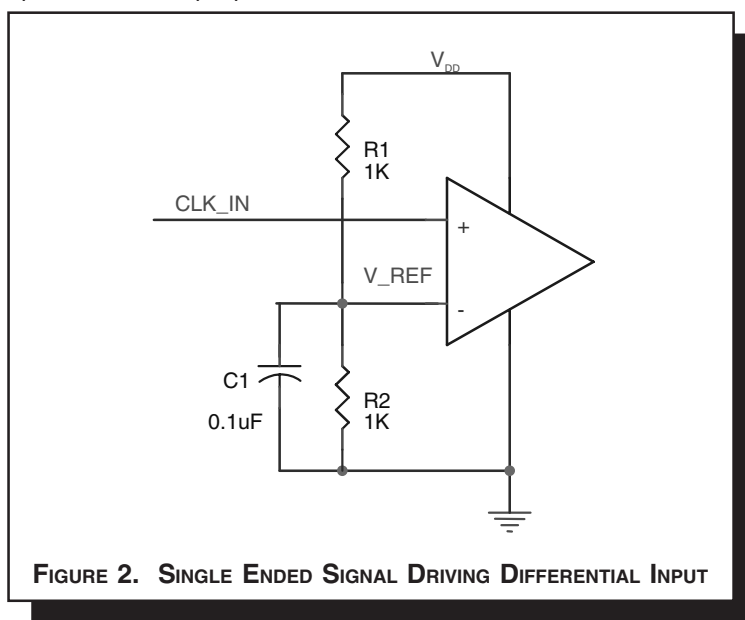 V_DD
R1
1K
CLK_IN
+
V_REF
-
C1
0.1uF
R2
1K
FIGURE 2. SINGLE ENDED SIGNAL DRIVING DIFFERENTIAL INPUT